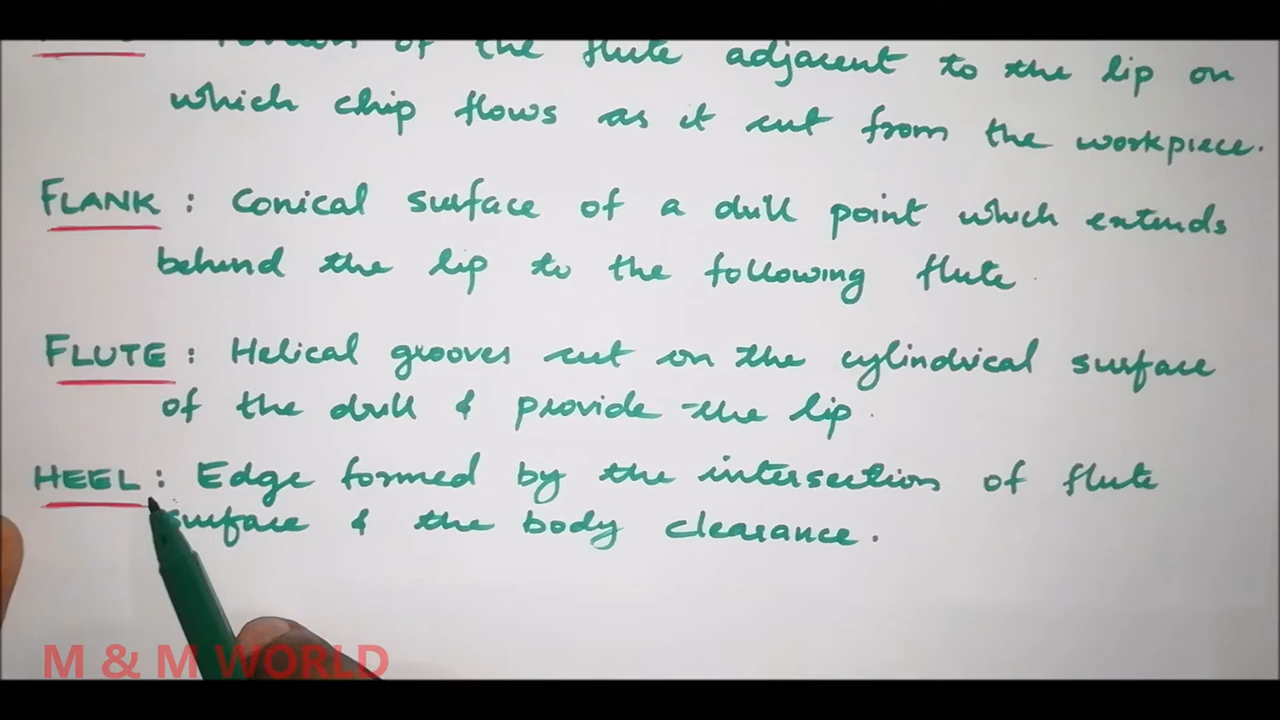 of the flute adjacent to the lip on
which chip flows as it cut from the workpiece.
FLANK : Conical surface of a drill point which extends
behind the lip to the following flute.
FLUTE : Helical grooves cut on the cylindrical surface
of the drill & provide the lip.
HEEL : Edge formed by the intersection of flute
surface & the body clearance.
M & M WORLD